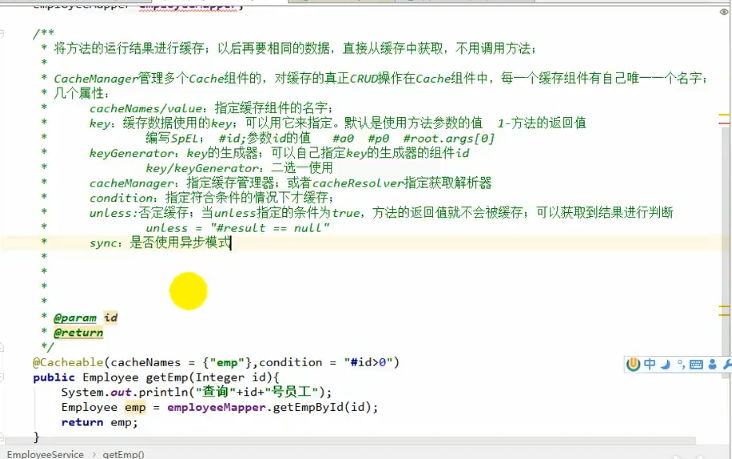 employeeMapper employeeMapper;
/**
* 将方法的运行结果进行缓存；以后再要相同的数据，直接从缓存中获取，不用调用方法；
*
* CacheManager管理多个Cache组件的，对缓存的真正CRUD操作在Cache组件中，每一个缓存组件有自己唯一一个名字；
* 几个属性：
* cacheNames/value：指定缓存组件的名字；
* key：缓存数据使用的key；可以用它来指定。默认是使用方法参数的值 1-方法的返回值
* 编写SpEL； #id;参数id的值 #a0 #p0 #root.args[0]
* keyGenerator：key的生成器；可以自己指定key的生成器的组件id
* key/keyGenerator：二选一使用
* cacheManager：指定缓存管理器；或者cacheResolver指定获取解析器
* condition：指定符合条件的情况下才缓存；
* unless:否定缓存；当unless指定的条件为true，方法的返回值就不会被缓存；可以获取到结果进行判断
* unless = "#result == null"
* sync：是否使用异步模式
*
*
*
*
* @param id
* @return
*/
@Cacheable(cacheNames = {"emp"},condition = "#id>0")
public Employee getEmp(Integer id){
System.out.println("查询"+id+"号员工");
Employee emp = employeeMapper.getEmpById(id);
return emp;
}
中
EmployeeService › getEmp()